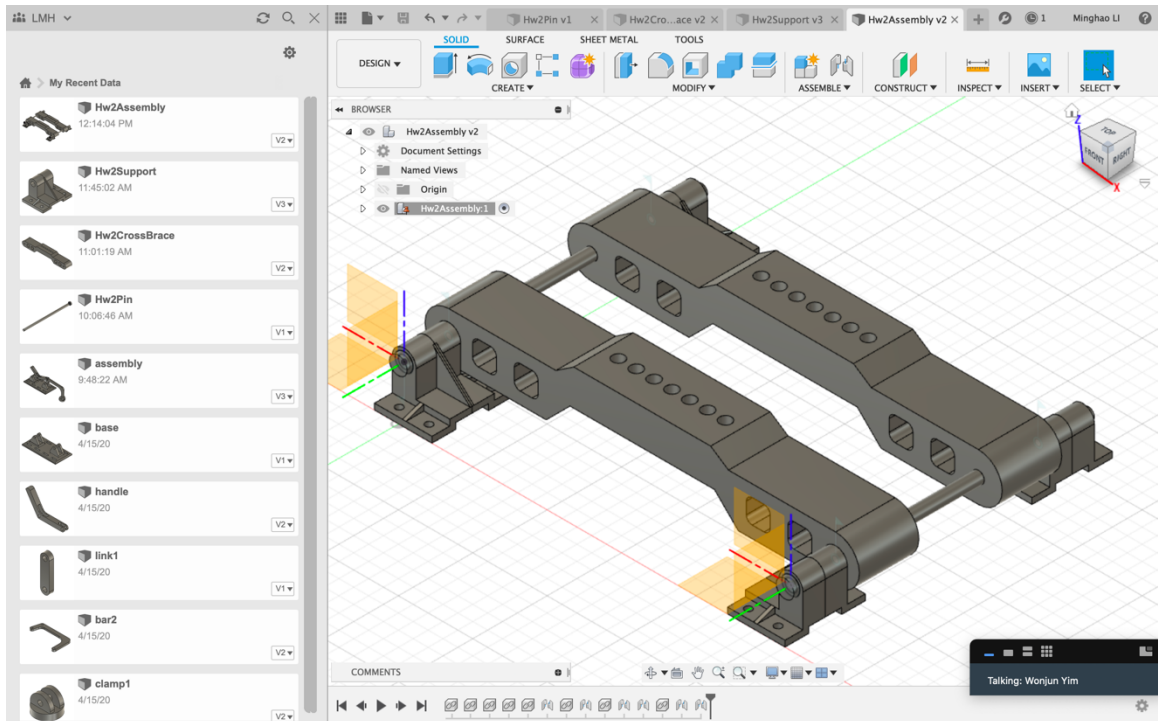 LMH
Hw2Pin v1
Hw2Cro...ace v2
Hw2Support v3
Hw2Assembly v2
1
Minghao LI
SOLID
SURFACE
SHEET METAL
TOOLS
DESIGN
CREATE
MODIFY
ASSEMBLE
CONSTRUCT
INSPECT
INSERT
SELECT
My Recent Data
Hw2Assembly
12:14:04 PM
V2
Hw2Support
11:45:02 AM
V3
Hw2CrossBrace
11:01:19 AM
V2
Hw2Pin
10:06:46 AM
V1
assembly
9:48:22 AM
V3
base
4/15/20
V1
handle
4/15/20
V2
link1
4/15/20
V1
bar2
4/15/20
V2
clamp1
4/15/20
V2
BROWSER
Hw2Assembly v2
Document Settings
Named Views
Origin
Hw2Assembly:1
Z
TOP
FRONT
RIGHT
X
COMMENTS
Talking: Wonjun Yim